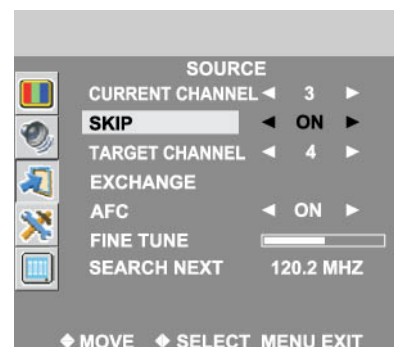 SOURCE
CURRENT CHANNEL 3
SKIP ON
TARGET CHANNEL 4
EXCHANGE
AFC ON
FINE TUNE
SEARCH NEXT 120.2 MHZ
MOVE SELECT MENU EXIT